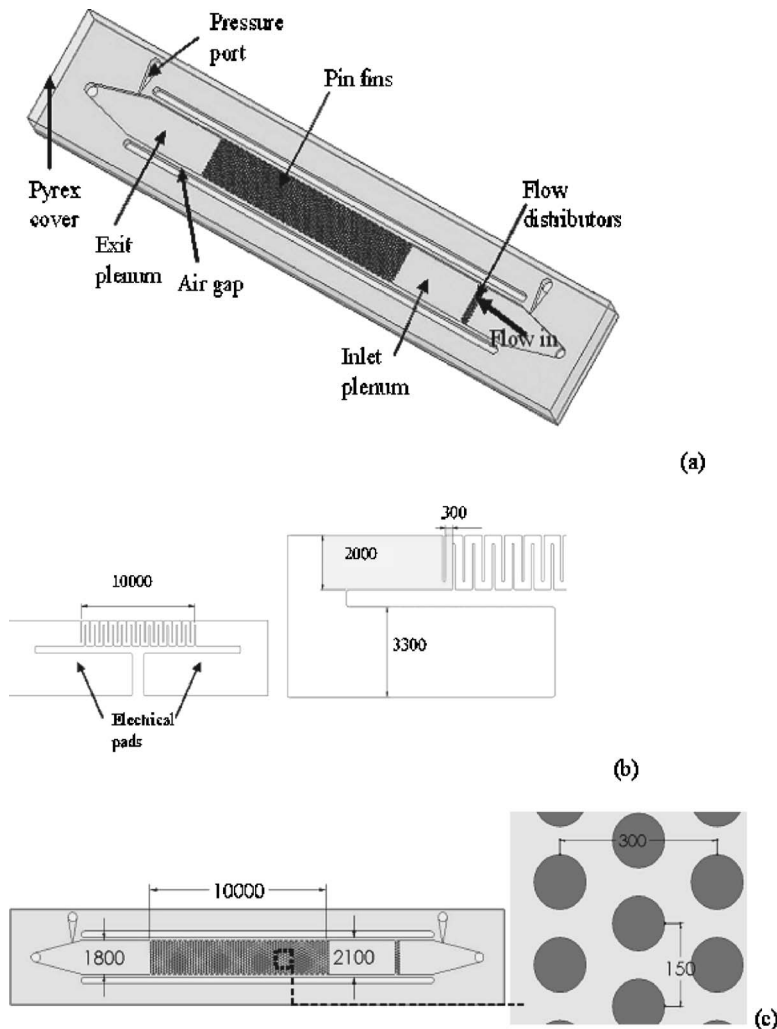 Pressure
port
Pin fins
Flow
distributors
Pyrex
cover
Exit
plenum
Air gap
Inlet
plenum
Flow in
(a)
300
2000
10000
3300
Electrical
pads
(b)
10000
1800
2100
300
150
(c)